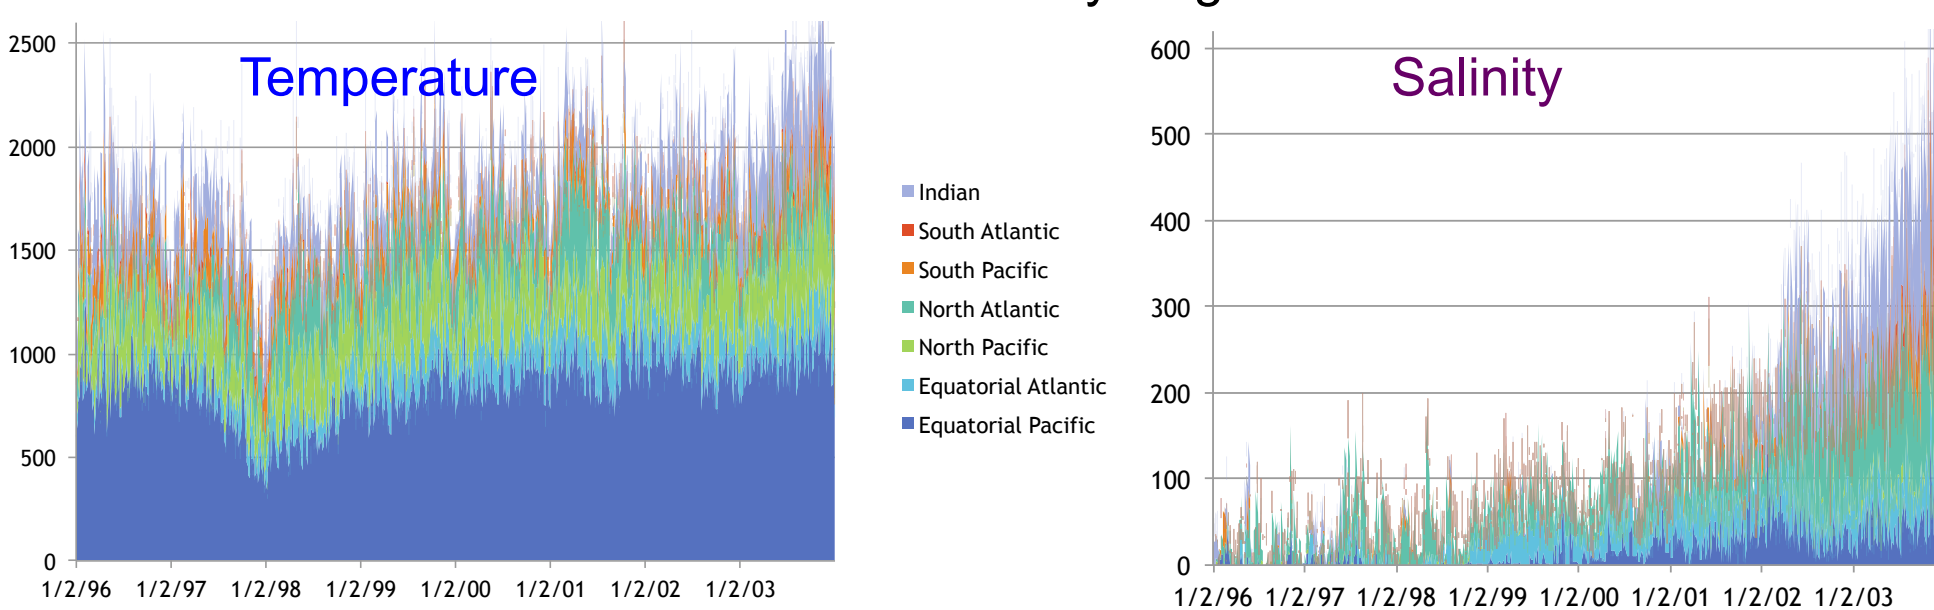 Temperature
2500
2000
1500
1000
500
0
1/2/96 1/2/97 1/2/98 1/2/99 1/2/00 1/2/01 1/2/02 1/2/03
Indian
South Atlantic
South Pacific
North Atlantic
North Pacific
Equatorial Atlantic
Equatorial Pacific
Salinity
600
500
400
300
200
100
0
1/2/96 1/2/97 1/2/98 1/2/99 1/2/00 1/2/01 1/2/02 1/2/03